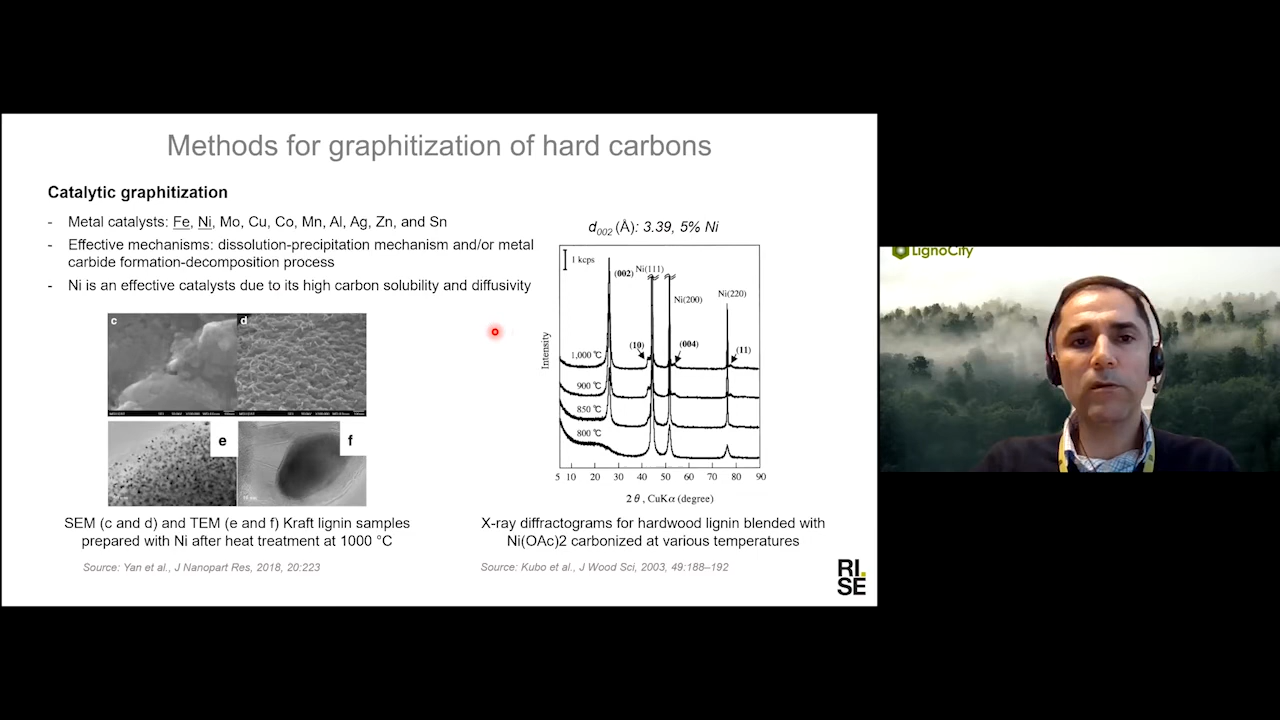 Methods for graphitization of hard carbons
Catalytic graphitization
- Metal catalysts: Fe, Ni, Mo, Cu, Co, Mn, Al, Ag, Zn, and Sn
- Effective mechanisms: dissolution-precipitation mechanism and/or metal
carbide formation-decomposition process
- Ni is an effective catalysts due to its high carbon solubility and diffusivity
c
d
e
f
SEM (c and d) and TEM (e and f) Kraft lignin samples
prepared with Ni after heat treatment at 1000 °C
Source: Yan et al., J Nanopart Res, 2018, 20:223
d002 (Å): 3.39, 5% Ni
1 kcps
(002)
Ni(111)
Ni(200)
Ni(220)
(10)
(004)
(11)
1,000 ℃
900 ℃
850 ℃
800 ℃
Intensity
5 10 20 30 40 50 60 70 80 90
2 θ , CuKα (degree)
X-ray diffractograms for hardwood lignin blended with
Ni(OAc)2 carbonized at various temperatures
Source: Kubo et al., J Wood Sci, 2003, 49:188–192
RI.
SE
LignoCity